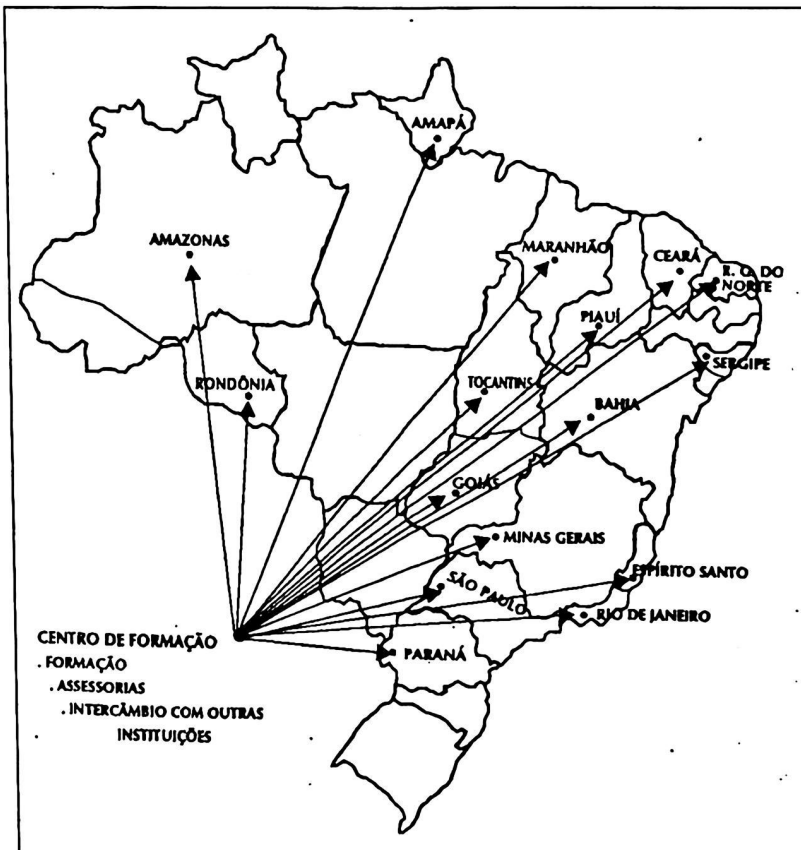 AMAPÁ
AMAZONAS
MARANHÃO
CEARÁ
R. G. DO
NORTE
PIAUÍ
SERGIPE
RONDÔNIA
TOCANTINS
BAHIA
GOIÁS
MINAS GERAIS
ESPÍRITO SANTO
SÃO PAULO
RIO DE JANEIRO
PARANÁ
CENTRO DE FORMAÇÃO
. FORMAÇÃO
. ASSESSORIAS
. INTERCÂMBIO COM OUTRAS
INSTITUIÇÕES